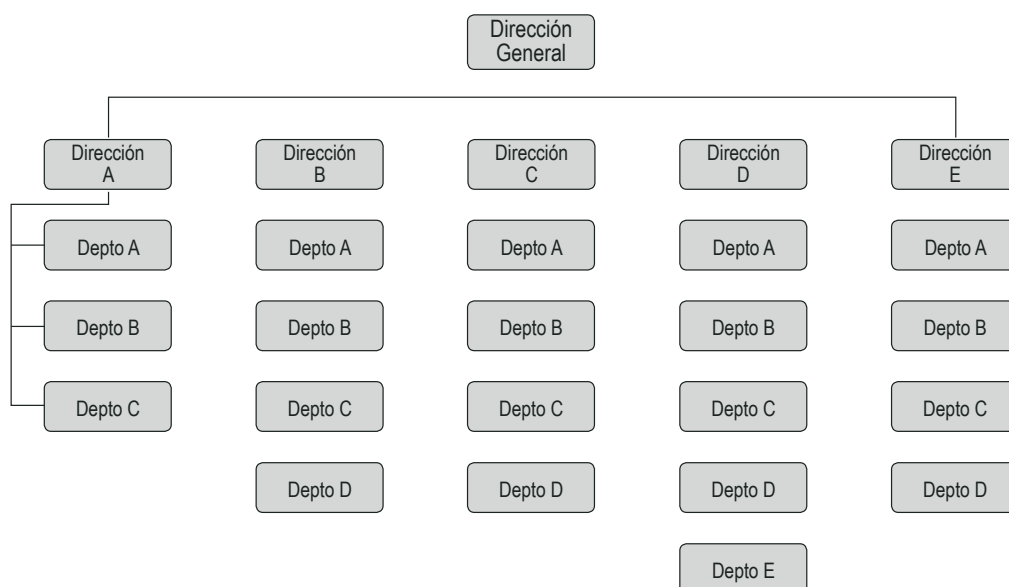 Dirección
General
Dirección
A
Dirección
B
Dirección
C
Dirección
D
Dirección
E
Depto A
Depto A
Depto A
Depto A
Depto A
Depto B
Depto B
Depto B
Depto B
Depto B
Depto C
Depto C
Depto C
Depto C
Depto C
Depto D
Depto D
Depto D
Depto D
Depto E